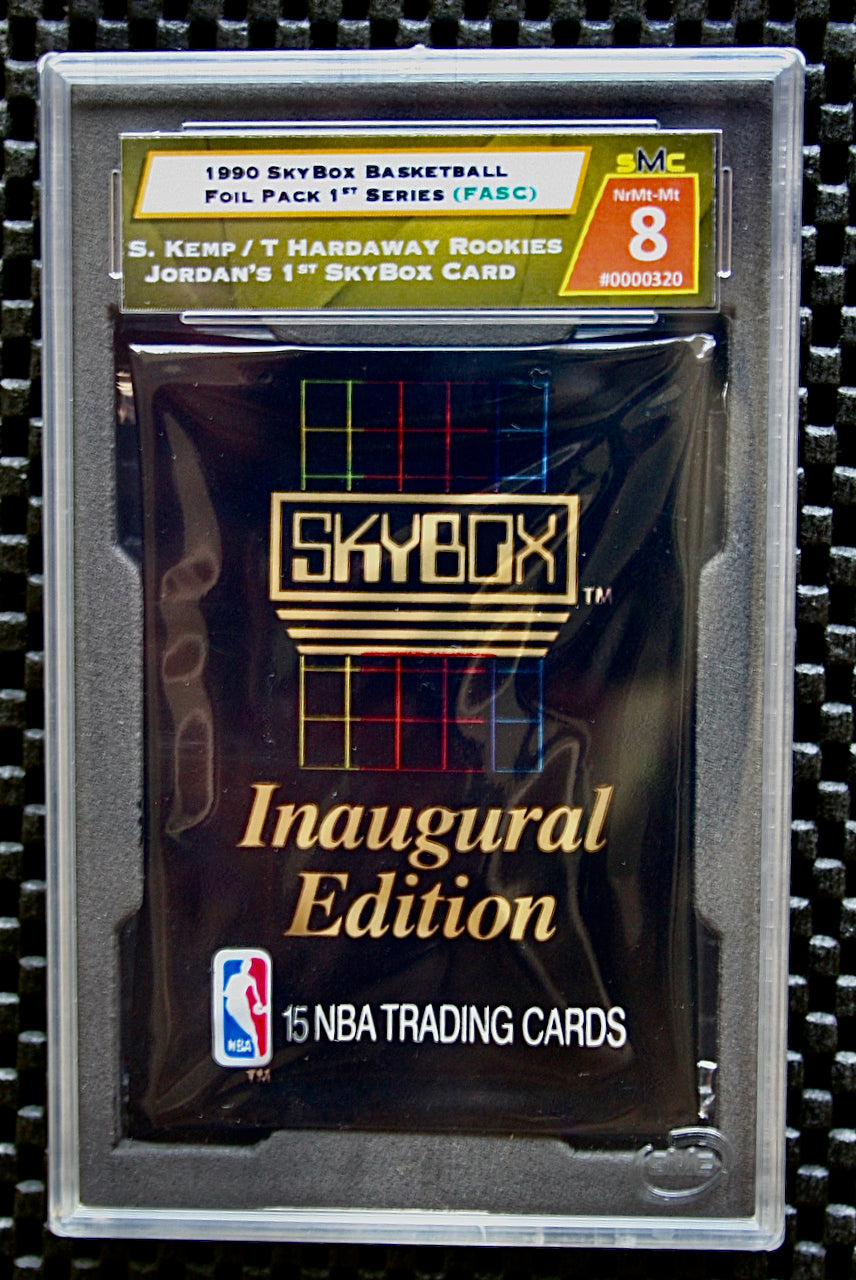 1990 SkyBox Basketball
Foil Pack 1ST Series (FASC)
SMC
NrMt-Mt
8
#0000320
S. Kemp / T Hardaway Rookies
Jordan's 1ST SkyBox Card
SKYBOX
TM
Inaugural
Edition
NBA
15 NBA TRADING CARDS
TM